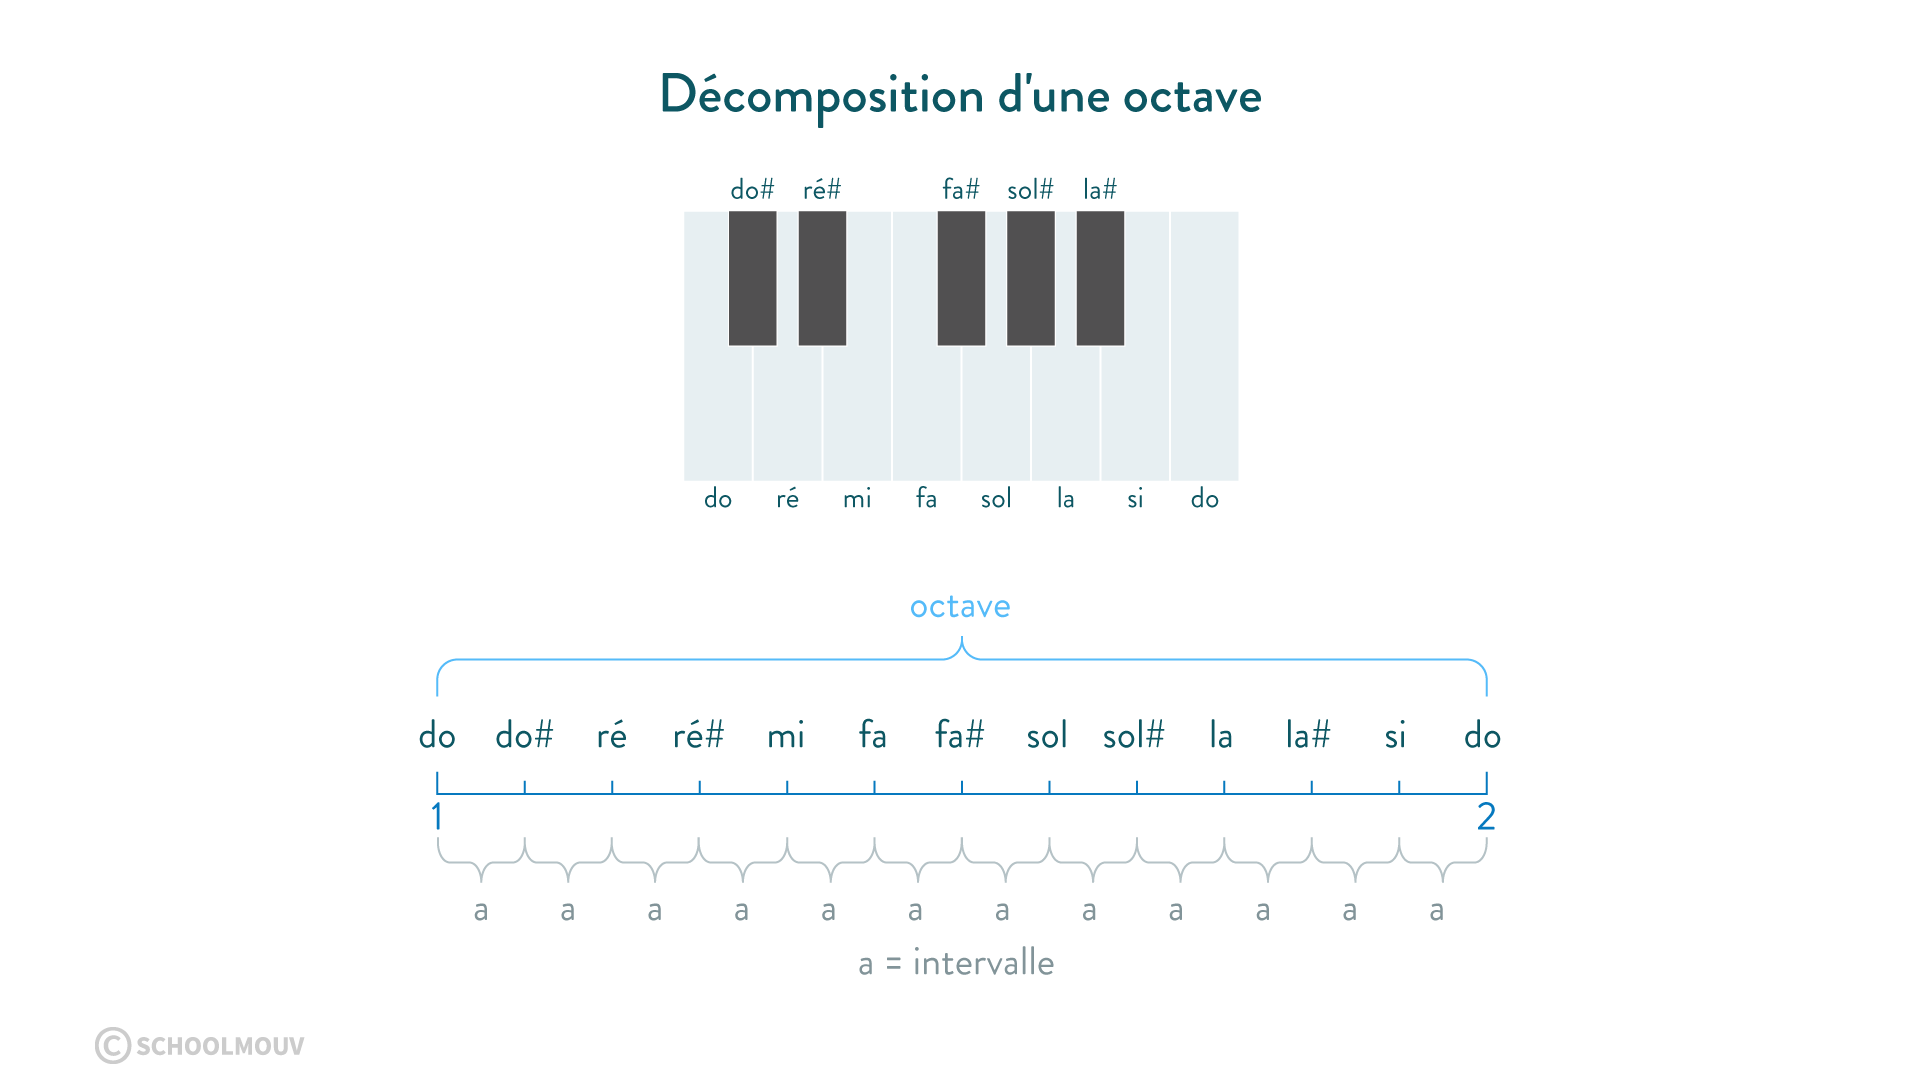 Décomposition d'une octave
do# ré# fa# sol# la#
do ré mi fa sol la si do
octave
do do# ré ré# mi fa fa# sol sol# la la# si do
1 2
a a a a a a a a a a a a
a = intervalle
© SCHOOLMOUV